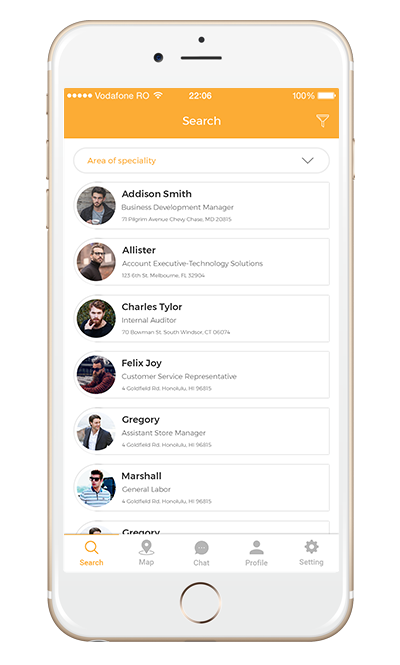 Vodafone RO 22:06 100%
Search
Area of speciality
Addison Smith
Business Development Manager
71 Pilgrim Avenue Chevy Chase, MD 20815
Allister
Account Executive-Technology Solutions
123 6th St. Melbourne, FL 32904
Charles Tylor
Internal Auditor
70 Bowman St. South Windsor, CT 06074
Felix Joy
Customer Service Representative
4 Goldfield Rd. Honolulu, HI 96815
Gregory
Assistant Store Manager
4 Goldfield Rd. Honolulu, HI 96815
Marshall
General Labor
4 Goldfield Rd. Honolulu, HI 96815
Gregory
Search Map Chat Profile Setting